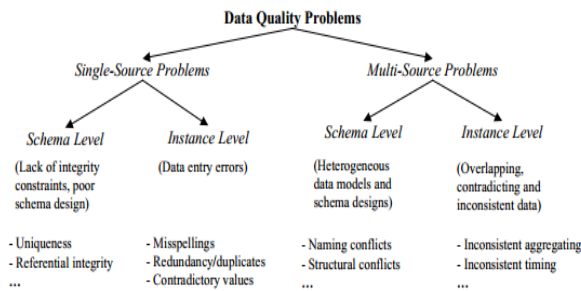 Data Quality Problems
Single-Source Problems
Multi-Source Problems
Schema Level
Instance Level
Schema Level
Instance Level
(Lack of integrity
constraints, poor
schema design)
(Data entry errors)
(Heterogeneous
data models and
schema designs)
(Overlapping,
contradicting and
inconsistent data)
- Uniqueness
- Referential integrity
...
- Misspellings
- Redundancy/duplicates
- Contradictory values
...
- Naming conflicts
- Structural conflicts
...
- Inconsistent aggregating
- Inconsistent timing
...